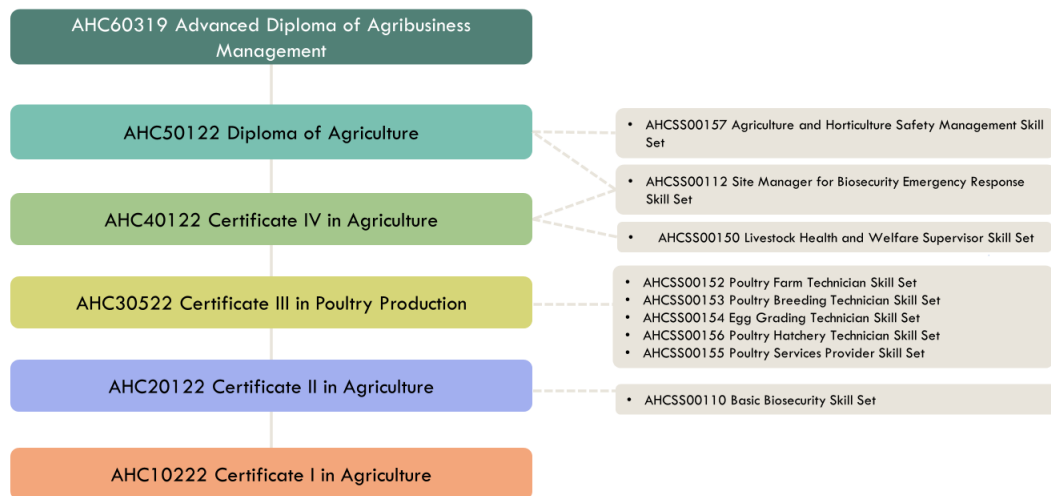 AHC60319 Advanced Diploma of Agribusiness
Management
AHC50122 Diploma of Agriculture
• AHCSS00157 Agriculture and Horticulture Safety Management Skill
Set
• AHCSS00112 Site Manager for Biosecurity Emergency Response
Skill Set
AHC40122 Certificate IV in Agriculture
• AHCSS00150 Livestock Health and Welfare Supervisor Skill Set
AHC30522 Certificate III in Poultry Production
• AHCSS00152 Poultry Farm Technician Skill Set
• AHCSS00153 Poultry Breeding Technician Skill Set
• AHCSS00154 Egg Grading Technician Skill Set
• AHCSS00156 Poultry Hatchery Technician Skill Set
• AHCSS00155 Poultry Services Provider Skill Set
AHC20122 Certificate II in Agriculture
• AHCSS00110 Basic Biosecurity Skill Set
AHC10222 Certificate I in Agriculture